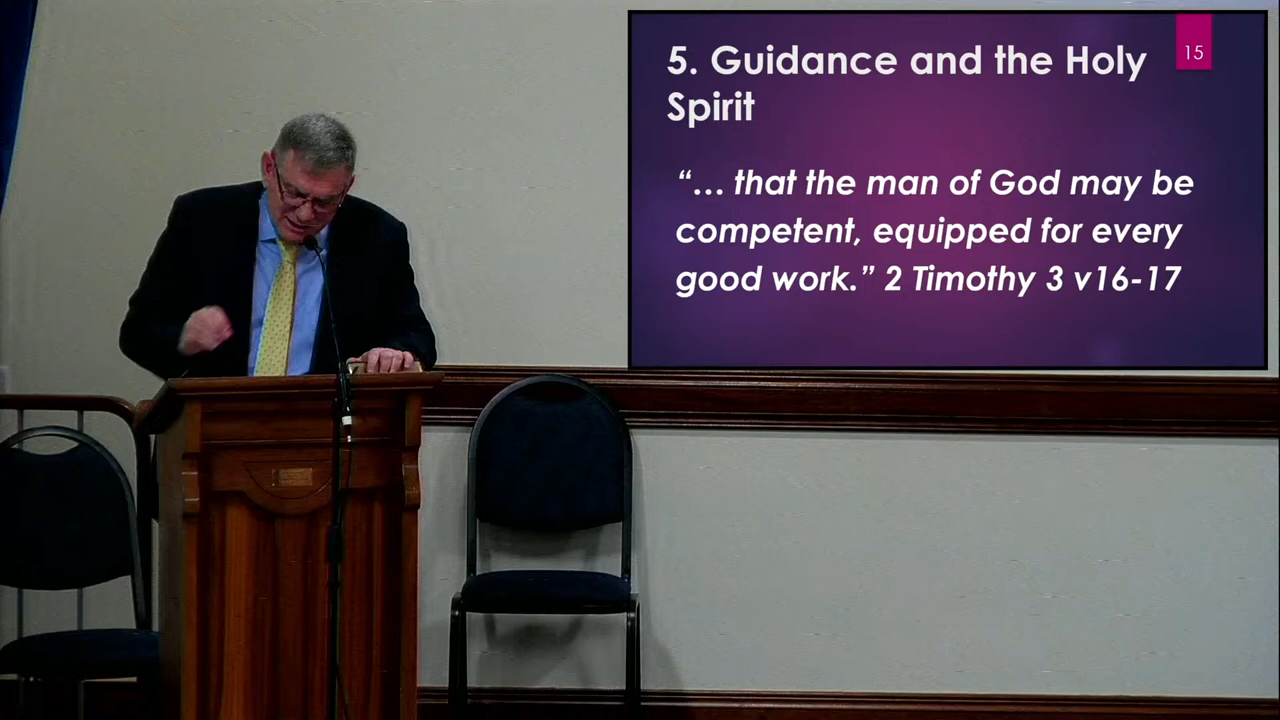 5. Guidance and the Holy
Spirit
15
“… that the man of God may be
competent, equipped for every
good work.” 2 Timothy 3 v16-17